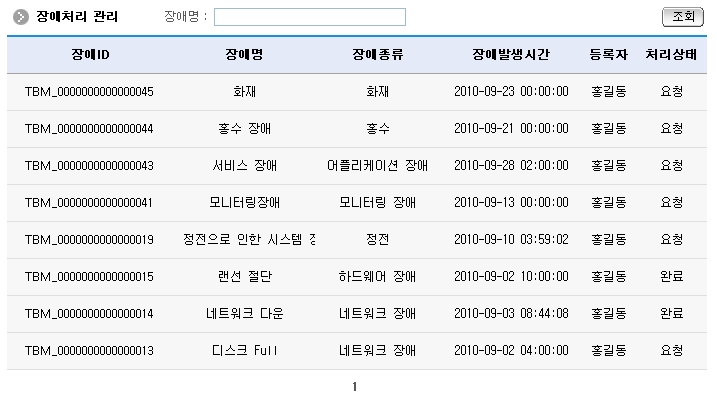 장애처리 관리 장애명 : 조회
장애ID 장애명 장애종류 장애발생시간 등록자 처리상태
TBM_0000000000000045 화재 화재 2010-09-23 00:00:00 홍길동 요청
TBM_0000000000000044 홍수 장애 홍수 2010-09-21 00:00:00 홍길동 요청
TBM_0000000000000043 서비스 장애 어플리케이션 장애 2010-09-28 02:00:00 홍길동 요청
TBM_0000000000000041 모니터링장애 모니터링 장애 2010-09-13 00:00:00 홍길동 요청
TBM_0000000000000019 정전으로 인한 시스템 정전 2010-09-10 03:59:02 홍길동 요청
TBM_0000000000000015 랜선 절단 하드웨어 장애 2010-09-02 10:00:00 홍길동 완료
TBM_0000000000000014 네트워크 다운 네트워크 장애 2010-09-03 08:44:08 홍길동 완료
TBM_0000000000000013 디스크 Full 네트워크 장애 2010-09-02 04:00:00 홍길동 요청
1